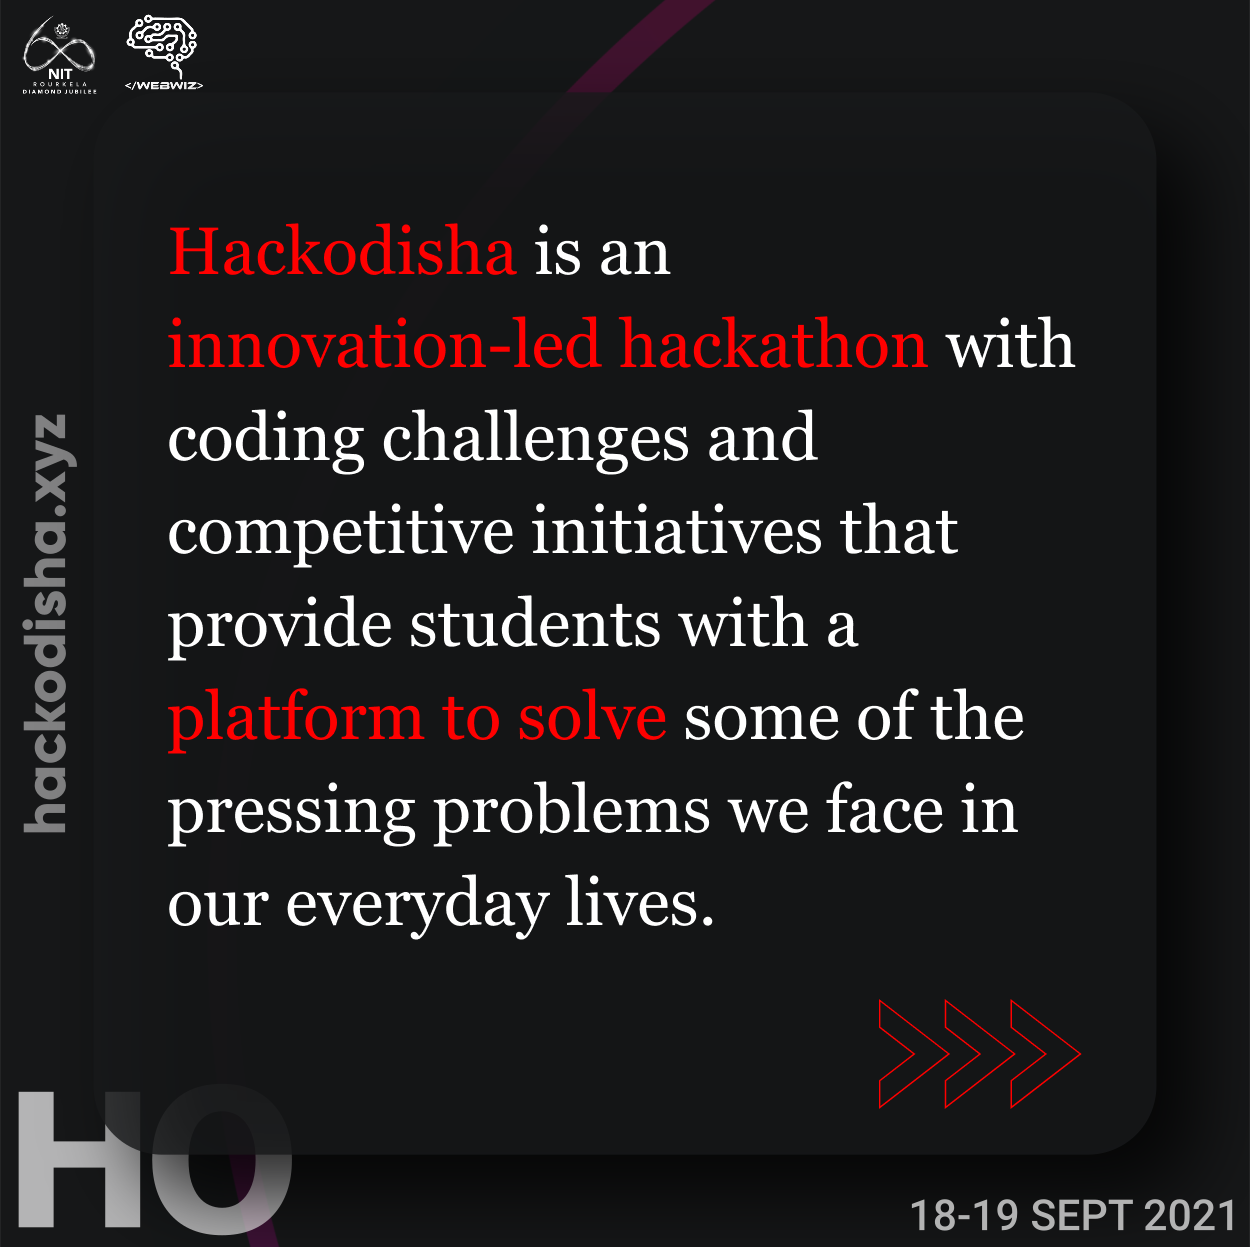 NIT
ROURKELA
DIAMOND JUBILEE
</WEBWIZ>
Hackodisha is an
innovation-led hackathon with
coding challenges and
competitive initiatives that
provide students with a
platform to solve some of the
pressing problems we face in
our everyday lives.
hackodisha.xyz
HO
18-19 SEPT 2021